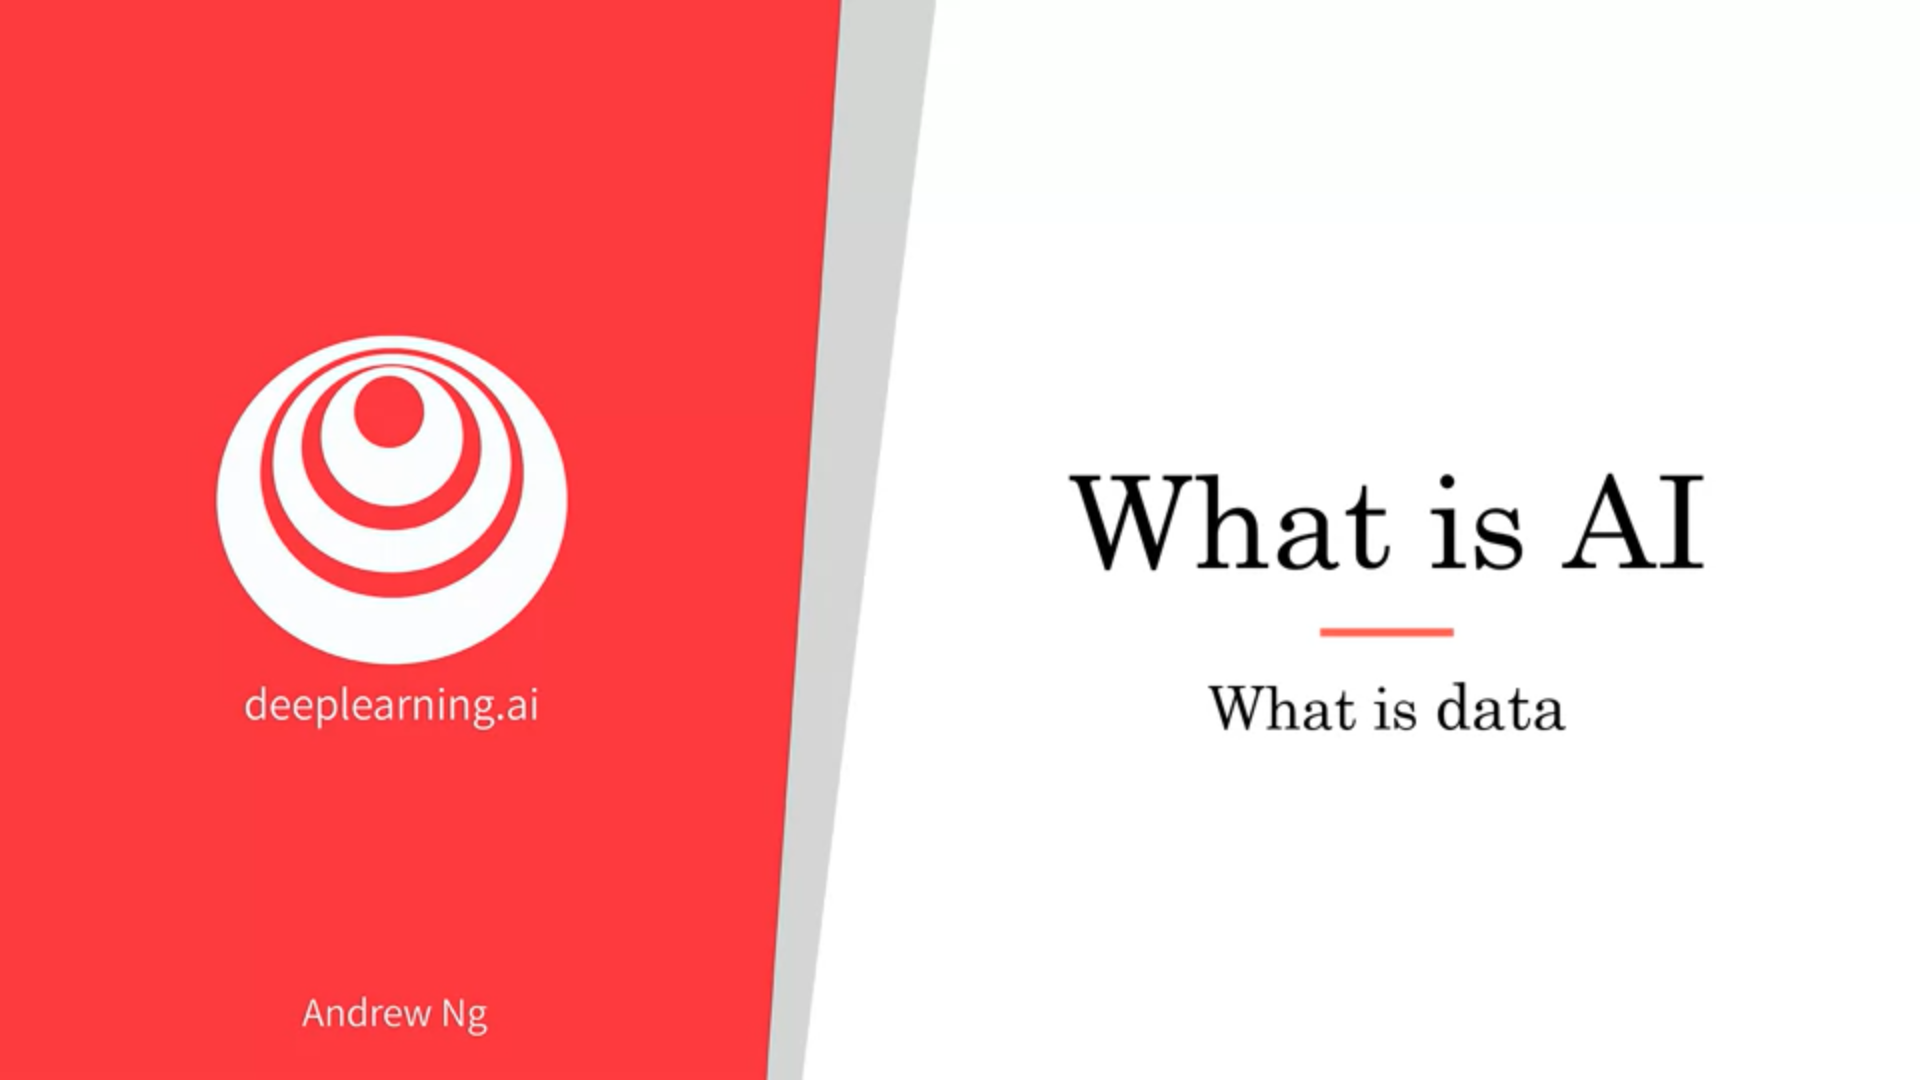 deeplearning.ai
Andrew Ng
What is AI
What is data